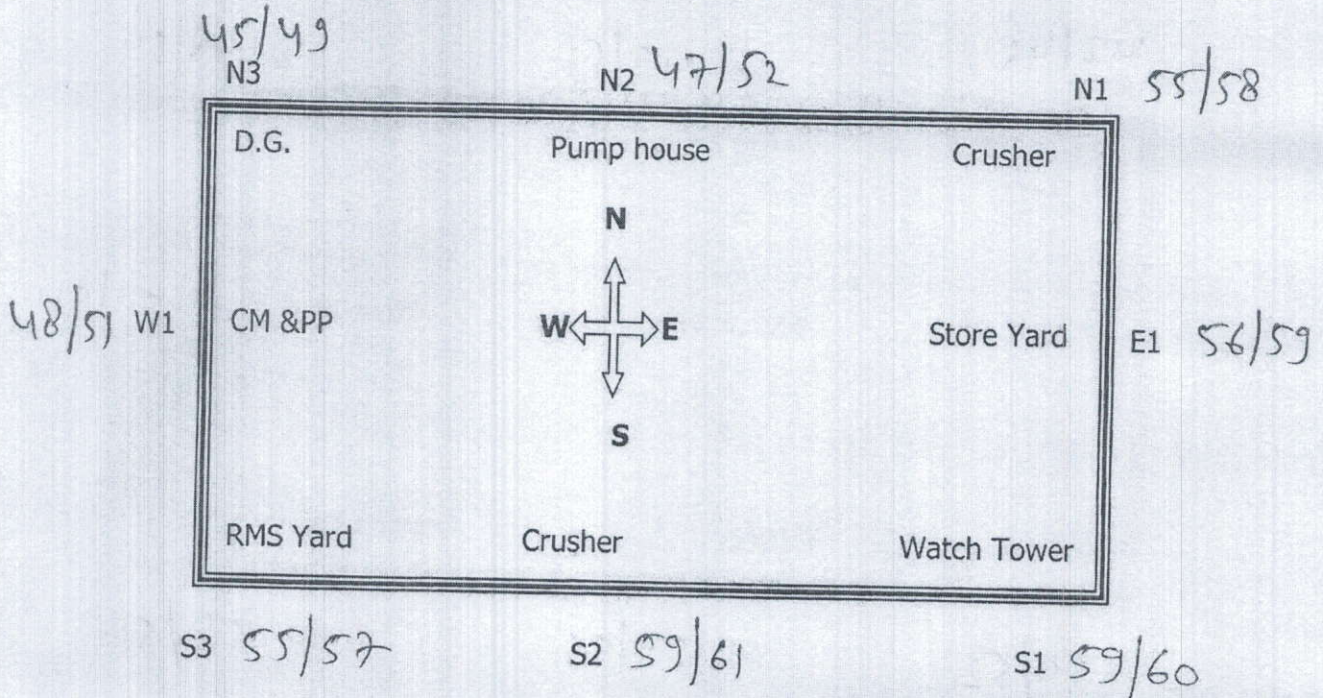 45/49
N3
N2 47/52
N1 55/58
D.G.
Pump house
Crusher
N
48/51 W1
CM &PP
W
E
Store Yard
E1 56/59
S
RMS Yard
Crusher
Watch Tower
S3 55/57
S2 59/61
S1 59/60